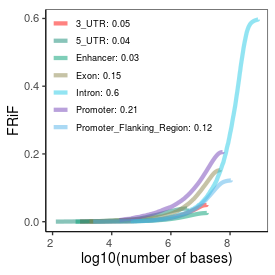 0.6
0.4
0.2
0.0
FRiF
3_UTR: 0.05
5_UTR: 0.04
Enhancer: 0.03
Exon: 0.15
Intron: 0.6
Promoter: 0.21
Promoter_Flanking_Region: 0.12
2 4 6 8
log10(number of bases)